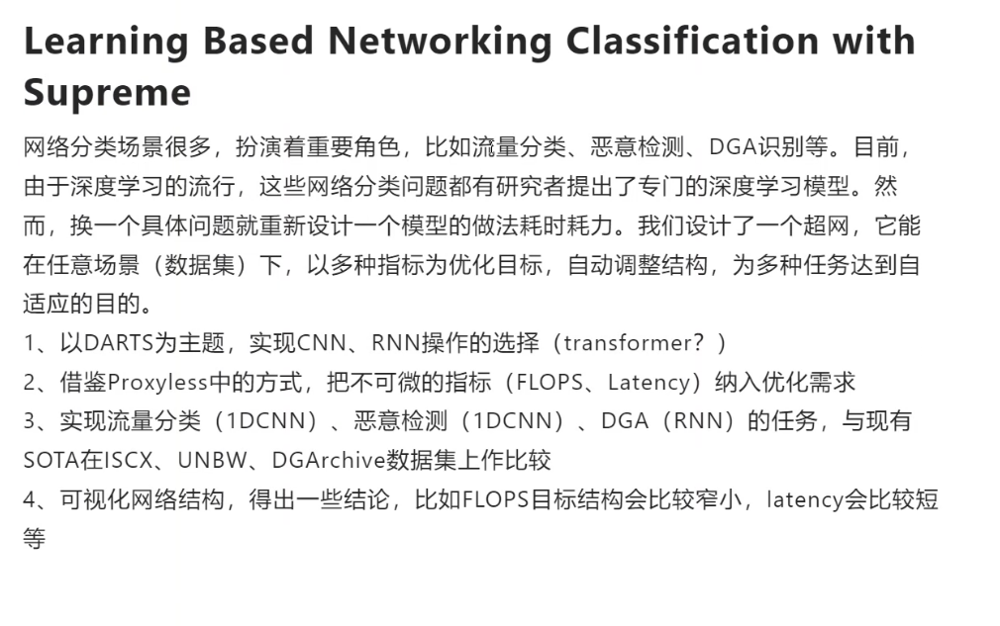 Learning Based Networking Classification with
Supreme
网络分类场景很多，扮演着重要角色，比如流量分类、恶意检测、DGA识别等。目前，
由于深度学习的流行，这些网络分类问题都有研究者提出了专门的深度学习模型。然
而，换一个具体问题就重新设计一个模型的做法耗时耗力。我们设计了一个超网，它能
在任意场景（数据集）下，以多种指标为优化目标，自动调整结构，为多种任务达到自
适应的目的。
1、以DARTS为主题，实现CNN、RNN操作的选择（transformer？）
2、借鉴Proxyless中的方式，把不可微的指标（FLOPS、Latency）纳入优化需求
3、实现流量分类（1DCNN）、恶意检测（1DCNN）、DGA（RNN）的任务，与现有
SOTA在ISCX、UNBW、DGArchive数据集上作比较
4、可视化网络结构，得出一些结论，比如FLOPS目标结构会比较窄小，latency会比较短
等